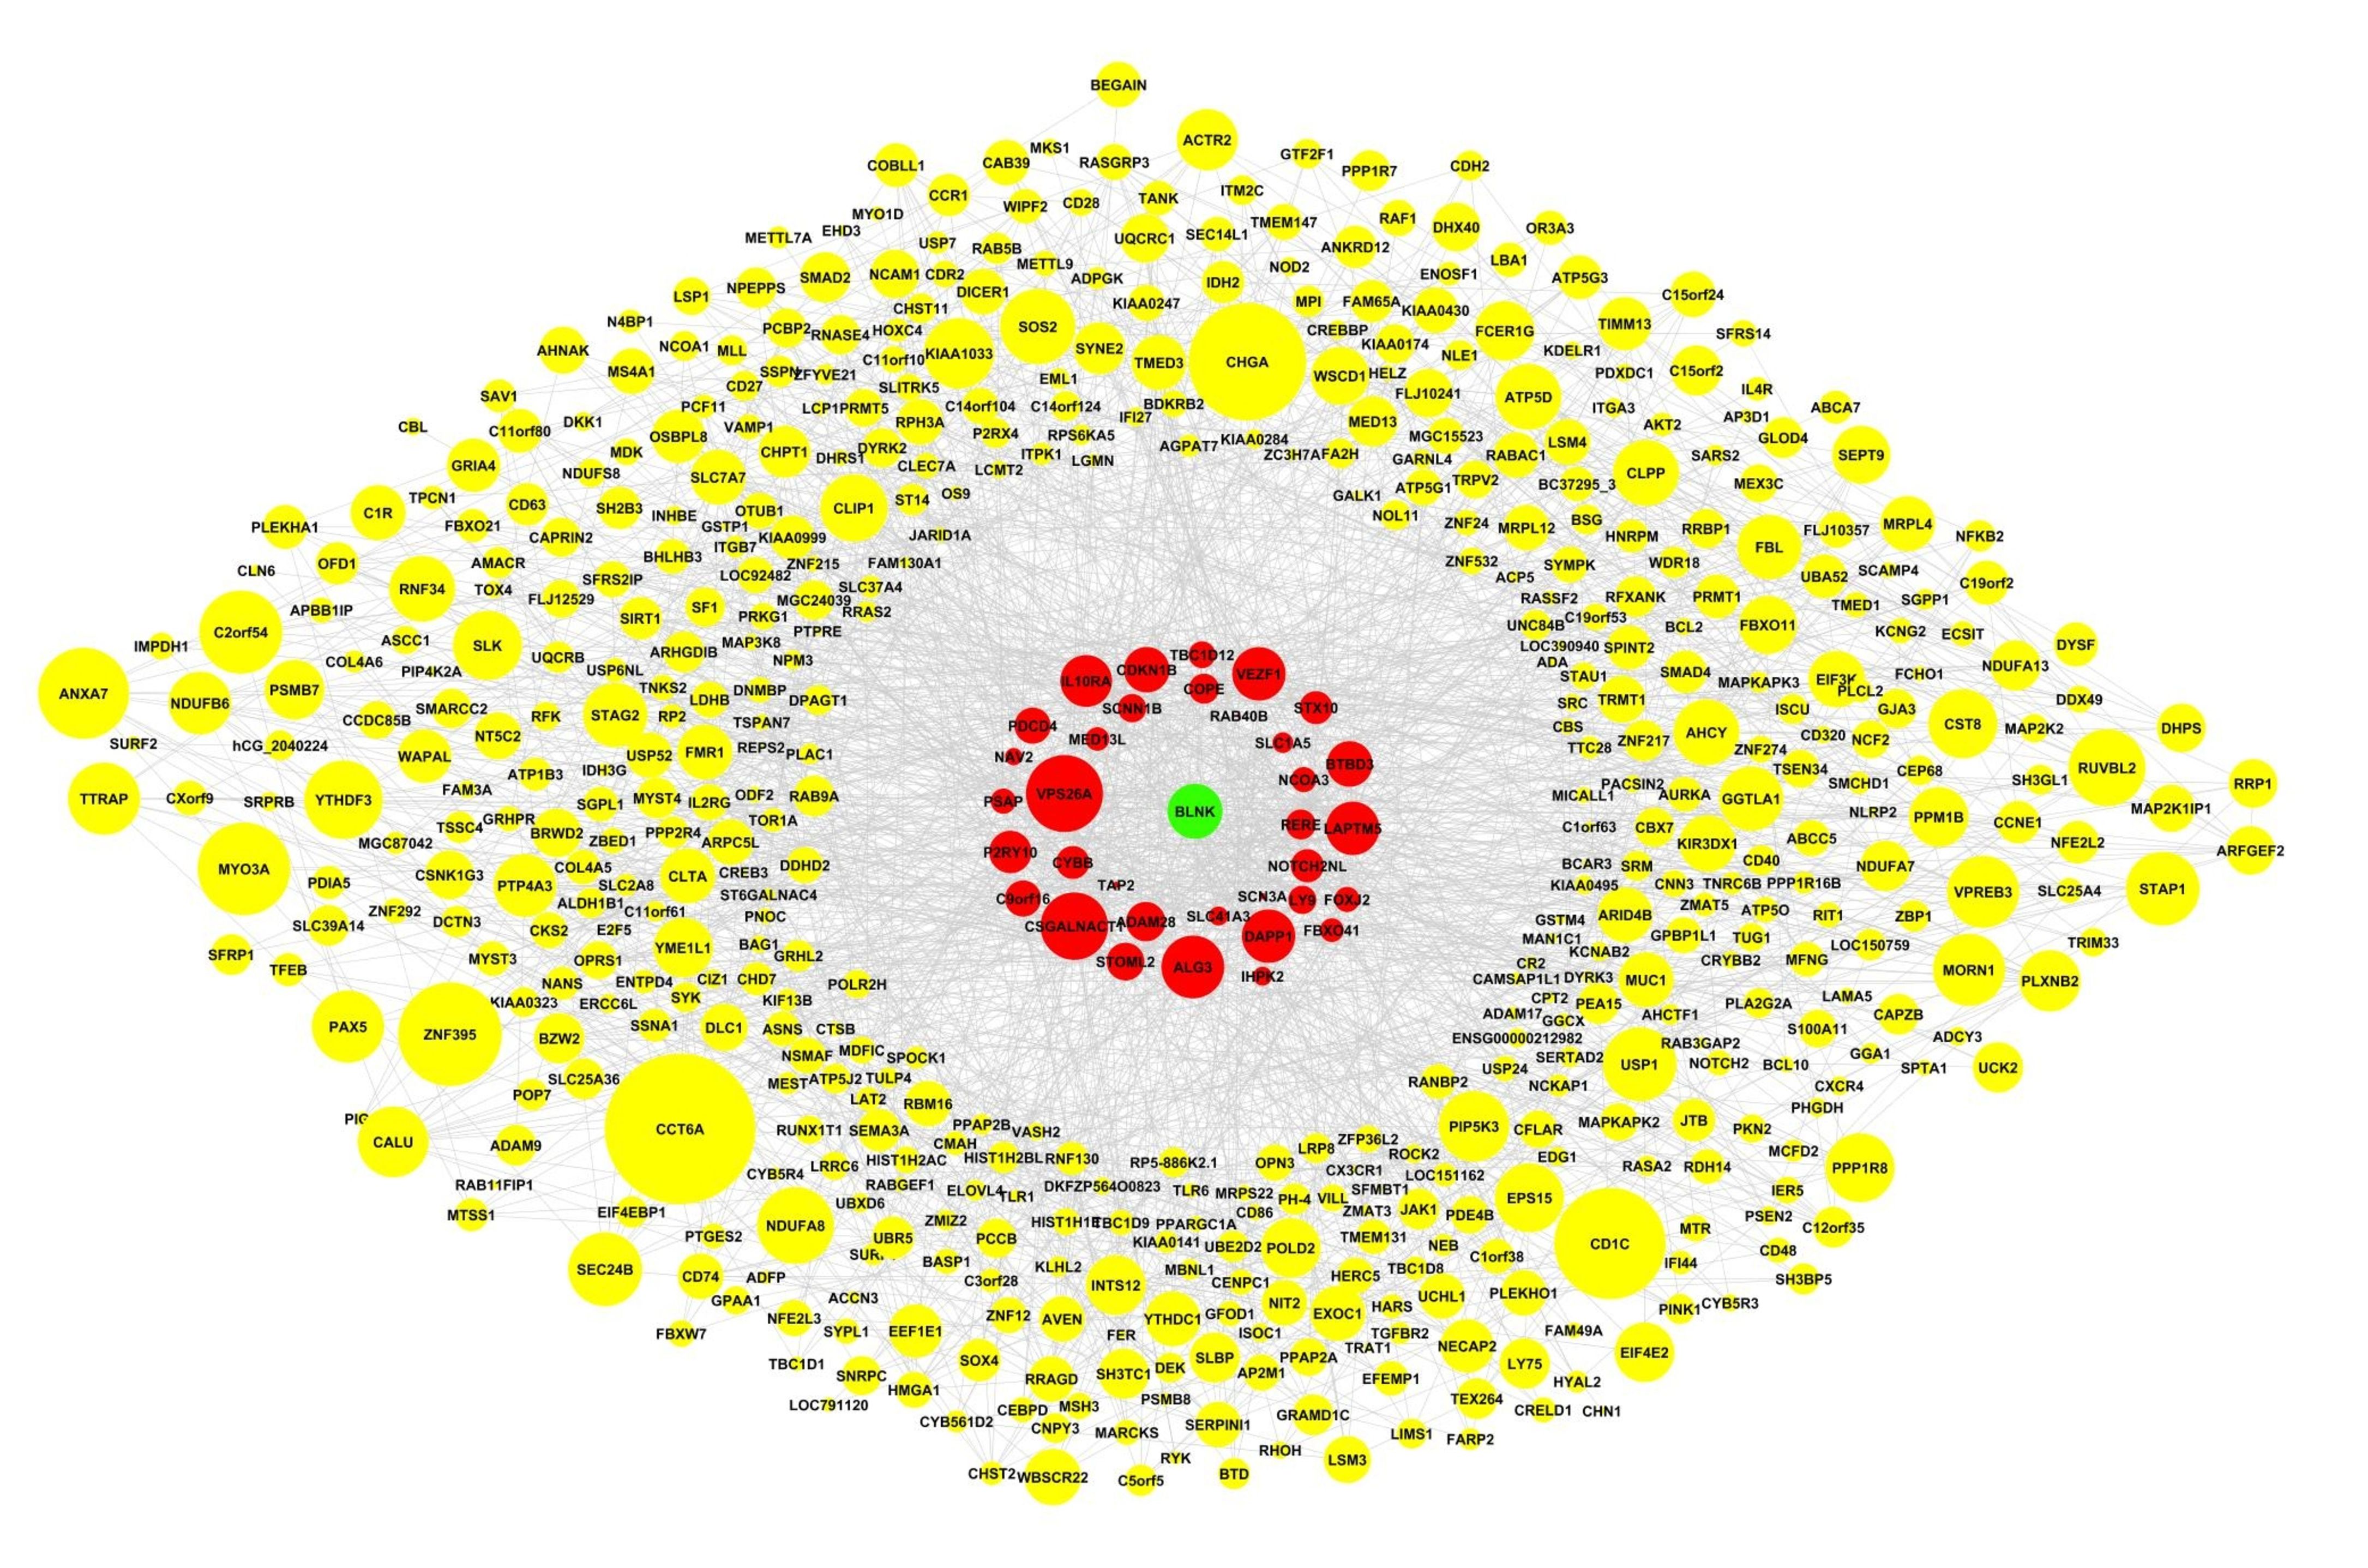 BEGAIN
ACTR2
MKS1
GTF2F1
COBLL1
CAB39
RASGRP3
PPP1R7
CDH2
CCR1
TANK
ITM2C
WIPF2
CD28
MYO1D
RAF1
TMEM147
DHX40
OR3A3
EHD3
METTL7A
UQCRC1
SEC14L1
USP7
RAB5B
ANKRD12
LBA1
METTL9
NOD2
SMAD2
NCAM1
CDR2
ADPGK
IDH2
ENOSF1
ATP5G3
NPEPPS
DICER1
LSP1
C15orf24
KIAA0247
MPI
FAM65A
CHST11
KIAA0430
N4BP1
PCBP2
RNASE4
HOXC4
SOS2
CREBBP
FCER1G
TIMM13
SFRS14
KIAA0174
AHNAK
NCOA1
MLL
KIAA1033
SYNE2
C11orf10
TMED3
CHGA
NLE1
KDELR1
MS4A1
SSPN
ZFYVE21
WSCD1
HELZ
PDXDC1
C15orf2
CD27
SLITRK5
EML1
FLJ10241
IL4R
SAV1
ATP5D
PCF11
LCP1
PRMT5
C14orf104
C14orf124
BDKRB2
ITGA3
ABCA7
IFI27
CBL
DKK1
VAMP1
RPH3A
MED13
AP3D1
AKT2
C11orf80
OSBPL8
P2RX4
RPS6KA5
KIAA0284
MGC15523
LSM4
GLOD4
MDK
CHPT1
DYRK2
DHRS1
ITPK1
AGPAT7
ZC3H7A
FA2H
GARNL4
RABAC1
SARS2
SEPT9
GRIA4
NDUFS8
SLC7A7
CLEC7A
LCMT2
LGMN
CLPP
TRPV2
ATP5G1
BC37295_3
MEX3C
TPCN1
CD63
OS9
GALK1
C1R
SH2B3
OTUB1
CLIP1
ST14
INHBE
NOL11
ZNF24
BSG
MRPL12
PLEKHA1
FBXO21
GSTP1
HNRPM
RRBP1
FLJ10357
MRPL4
CAPRIN2
KIAA0999
JARID1A
NFKB2
ITGB7
FBL
BHLHB3
OFD1
AMACR
ZNF215
FAM130A1
ZNF532
SYMPK
WDR18
CLN6
SCAMP4
SFRS2IP
LOC92482
ACP5
UBA52
C19orf2
RNF34
TOX4
SLC37A4
FLJ12529
MGC24039
RASSF2
RFXANK
PRMT1
SGPP1
APBB1IP
SF1
RRAS2
TMED1
SIRT1
PRKG1
C19orf53
UNC84B
BCL2
FBXO11
KCNG2
ECSIT
C2orf54
PTPRE
ASCC1
SLK
MAP3K8
LOC390940
SPINT2
DYSF
IMPDH1
ARHGDIB
TBC1D12
COL4A6
UQCRB
NPM3
ADA
NDUFA13
PIP4K2A
USP6NL
CDKN1B
VEZF1
STAU1
SMAD4
FCHO1
IL10RA
MAPKAPK3
EIF3K
TNKS2
COPE
ANXA7
NDUFB6
PSMB7
DNMBP
PLCL2
LDHB
DPAGT1
SRC
TRMT1
DDX49
SMARCC2
SCNN1B
STX10
ISCU
GJA3
CCDC85B
RFK
STAG2
RP2
TSPAN7
RAB40B
CBS
CST8
MAP2K2
PDCD4
DHPS
NT5C2
MED13L
AHCY
CD320
NCF2
SURF2
hCG_2040224
SLC1A5
ZNF217
TTC28
ZNF274
WAPAL
USP52
FMR1
REPS2
PLAC1
NAV2
BTBD3
TSEN34
CEP68
RUVBL2
ATP1B3
IDH3G
NCOA3
SH3GL1
PACSIN2
SMCHD1
RRP1
FAM3A
VPS26A
MICALL1
AURKA
GGTLA1
TTRAP
CXorf9
SRPRB
YTHDF3
SGPL1
MYST4
IL2RG
ODF2
RAB9A
PSAP
BLNK
MAP2K1IP1
NLRP2
GRHPR
TOR1A
RERE
LAPTM5
C1orf63
CBX7
PPM1B
CCNE1
TSSC4
BRWD2
ZBED1
PPP2R4
ARPC5L
KIR3DX1
ABCC5
NFE2L2
MGC87042
ARFGEF2
P2RY10
CYBB
BCAR3
SRM
CD40
NOTCH2NL
DDHD2
MYO3A
CSNK1G3
COL4A5
CREB3
NDUFA7
PDIA5
PTP4A3
SLC2A8
CLTA
TAP2
KIAA0495
CNN3
TNRC6B
PPP1R16B
VPREB3
SLC25A4
STAP1
ST6GALNAC4
C9orf16
SCN3A
LY9
FOXJ2
ALDH1B1
ZNF292
C11orf61
ZMAT5
ATP5O
RIT1
ZBP1
SLC39A14
DCTN3
PNOC
CSGALNACT1
ADAM28
SLC41A3
GSTM4
ARID4B
CKS2
E2F5
FBXO41
MAN1C1
GPBP1L1
TUG1
LOC150759
TRIM33
SFRP1
YME1L1
BAG1
DAPP1
KCNAB2
MYST3
OPRS1
GRHL2
STOML2
CR2
CRYBB2
MFNG
TFEB
ALG3
IHPK2
MORN1
NANS
ENTPD4
CIZ1
CHD7
POLR2H
CAMSAP1L1
DYRK3
MUC1
PLXNB2
KIAA0323
ERCC6L
SYK
KIF13B
CPT2
PEA15
PLA2G2A
LAMA5
PAX5
ZNF395
SSNA1
DLC1
ASNS
CTSB
ADAM17
GGCX
AHCTF1
S100A11
CAPZB
BZW2
ENSG00000212982
RAB3GAP2
ADCY3
NSMAF
MDFIC
SPOCK1
SERTAD2
USP1
NOTCH2
BCL10
GGA1
SPTA1
UCK2
SLC25A36
MEST
ATP5J2
TULP4
RANBP2
USP24
NCKAP1
CXCR4
POP7
LAT2
RBM16
PHGDH
CALU
CCT6A
RUNX1T1
SEMA3A
PPAP2B
VASH2
PIP5K3
CFLAR
MAPKAPK2
JTB
PKN2
ADAM9
CMAH
ZFP36L2
LRP8
ROCK2
MCFD2
HIST1H2AC
HIST1H2BL
RNF130
RP5-886K2.1
OPN3
EDG1
CYB5R4
LRRC6
CX3CR1
LOC151162
RASA2
RDH14
PPP1R8
RAB11FIP1
RABGEF1
ELOVL4
TLR1
DKFZP564O0823
TLR6
MRPS22
PH-4
VILL
SFMBT1
EPS15
IER5
UBXD6
MTSS1
EIF4EBP1
NDUFA8
ZMIZ2
CD86
ZMAT3
JAK1
PDE4B
PSEN2
PTGES2
UBR5
PCCB
TBC1D9
PPARGC1A
MTR
C12orf35
KIAA0141
UBE2D2
POLD2
TMEM131
NEB
C1orf38
CD1C
CD48
BASP1
SEC24B
CD74
ADFP
C3orf28
KLHL2
MBNL1
CENPC1
HERC5
TBC1D8
IFI44
SH3BP5
GPAA1
ACCN3
INTS12
UCHL1
PLEKHO1
NFE2L3
ZNF12
GFOD1
NIT2
EXOC1
HARS
PINK1
CYB5R3
FBXW7
SYPL1
EEF1E1
AVEN
FER
YTHDC1
ISOC1
TGFBR2
FAM49A
TRAT1
NECAP2
EIF4E2
TBC1D1
SOX4
SH3TC1
DEK
SLBP
PPAP2A
LY75
SNRPC
HMGA1
RRAGD
AP2M1
EFEMP1
HYAL2
LOC791120
CEBPD
MSH3
PSMB8
TEX264
CRELD1
CHN1
CYB561D2
CNPY3
MARCKS
SERPINI1
GRAMD1C
LIMS1
FARP2
RHOH
RYK
LSM3
CHST2
WBSCR22
C5orf5
BTD